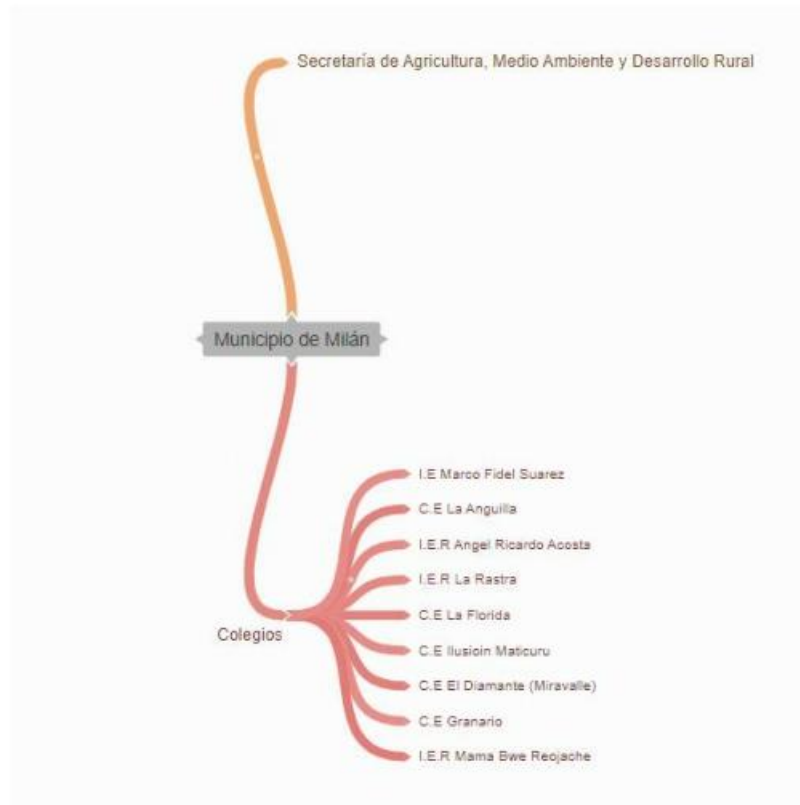 Secretaría de Agricultura, Medio Ambiente y Desarrollo Rural
Municipio de Milán
I.E Marco Fidel Suarez
C.E La Anguilla
I.E.R Angel Ricardo Acosta
I.E.R La Rastra
C.E La Florida
Colegios
C.E Ilusioin Maticuru
C.E El Diamante (Miravalle)
C.E Granario
I.E.R Mama Bwe Reojache